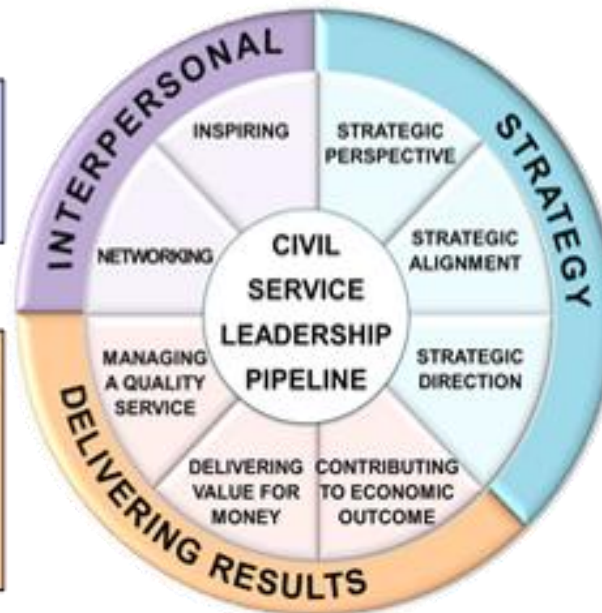 INTERPERSONAL
STRATEGY
DELIVERING RESULTS
INSPIRING
STRATEGIC
PERSPECTIVE
NETWORKING
STRATEGIC
ALIGNMENT
CIVIL
SERVICE
LEADERSHIP
PIPELINE
MANAGING
A QUALITY
SERVICE
STRATEGIC
DIRECTION
DELIVERING
VALUE FOR
MONEY
CONTRIBUTING
TO ECONOMIC
OUTCOME